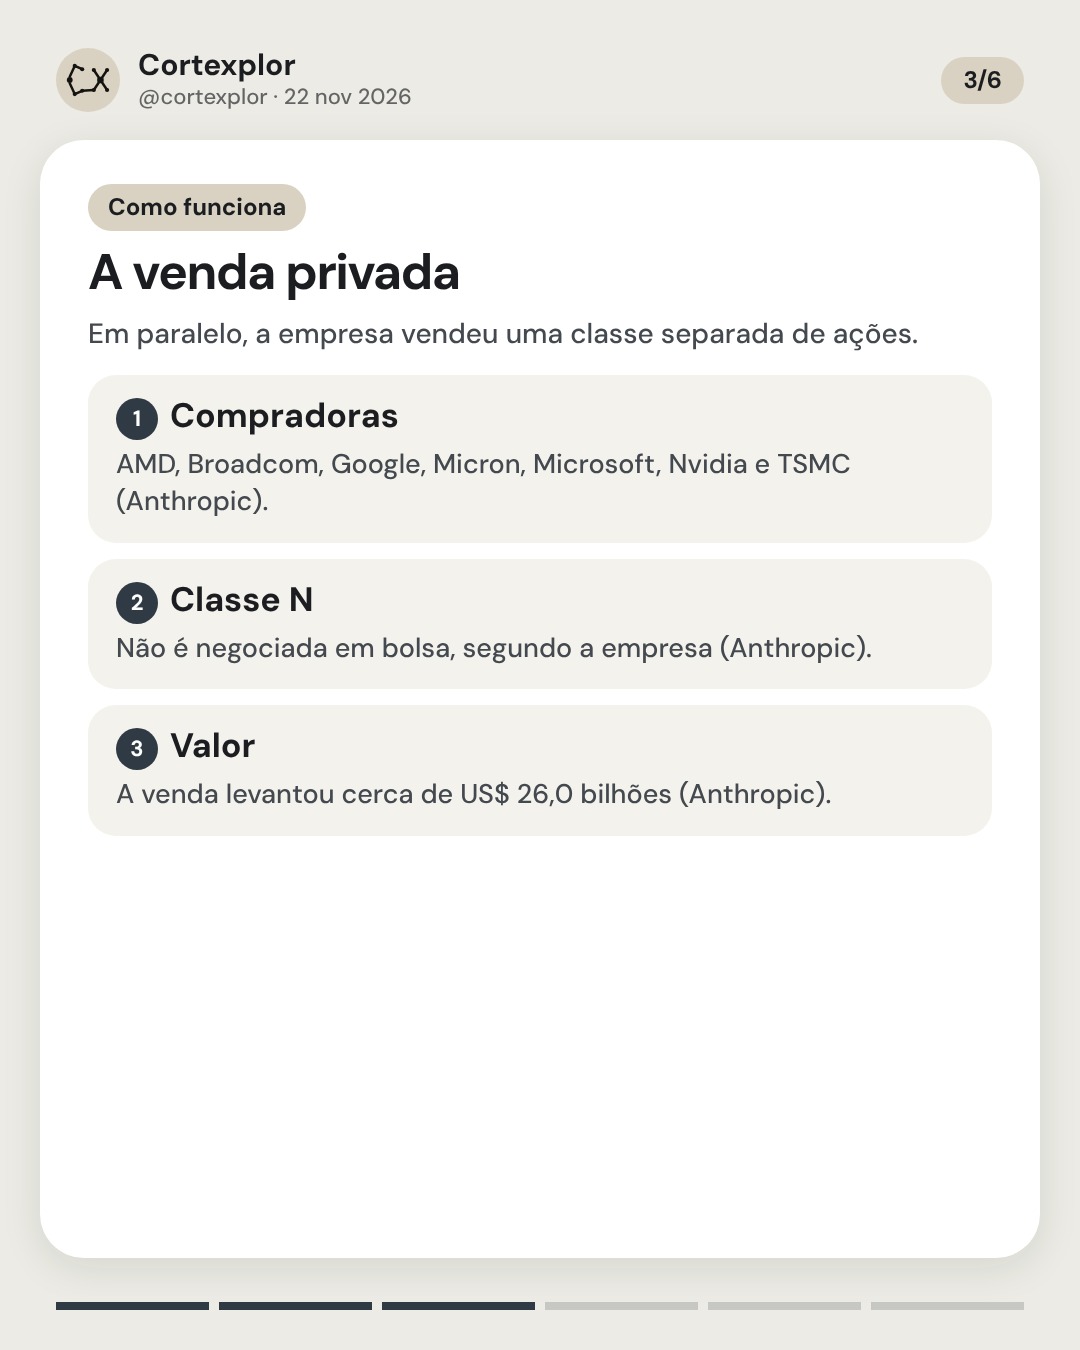 Cortexplor
@cortexplor · 22 nov 2026
3/6
Como funciona
A venda privada
Em paralelo, a empresa vendeu uma classe separada de ações.
1 Compradoras
AMD, Broadcom, Google, Micron, Microsoft, Nvidia e TSMC
(Anthropic).
2 Classe N
Não é negociada em bolsa, segundo a empresa (Anthropic).
3 Valor
A venda levantou cerca de US$ 26,0 bilhões (Anthropic).